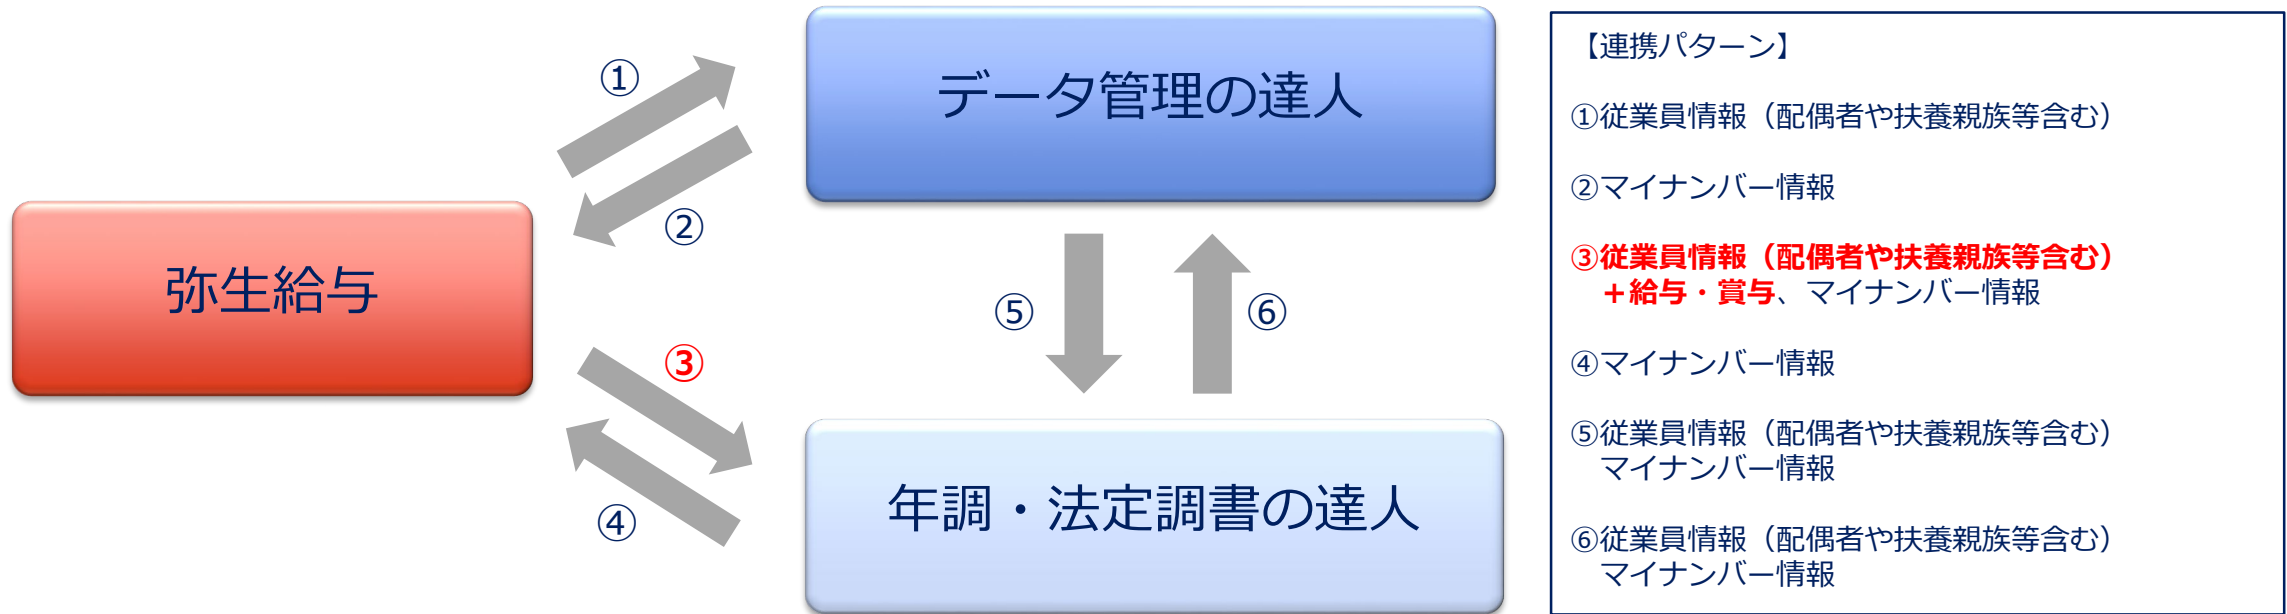 ①
データ管理の達人
②
弥生給与
⑤
⑥
③
④
年調・法定調書の達人
【連携パターン】
①従業員情報（配偶者や扶養親族等含む）
②マイナンバー情報
③従業員情報（配偶者や扶養親族等含む）
＋給与・賞与、マイナンバー情報
④マイナンバー情報
⑤従業員情報（配偶者や扶養親族等含む）
マイナンバー情報
⑥従業員情報（配偶者や扶養親族等含む）
マイナンバー情報